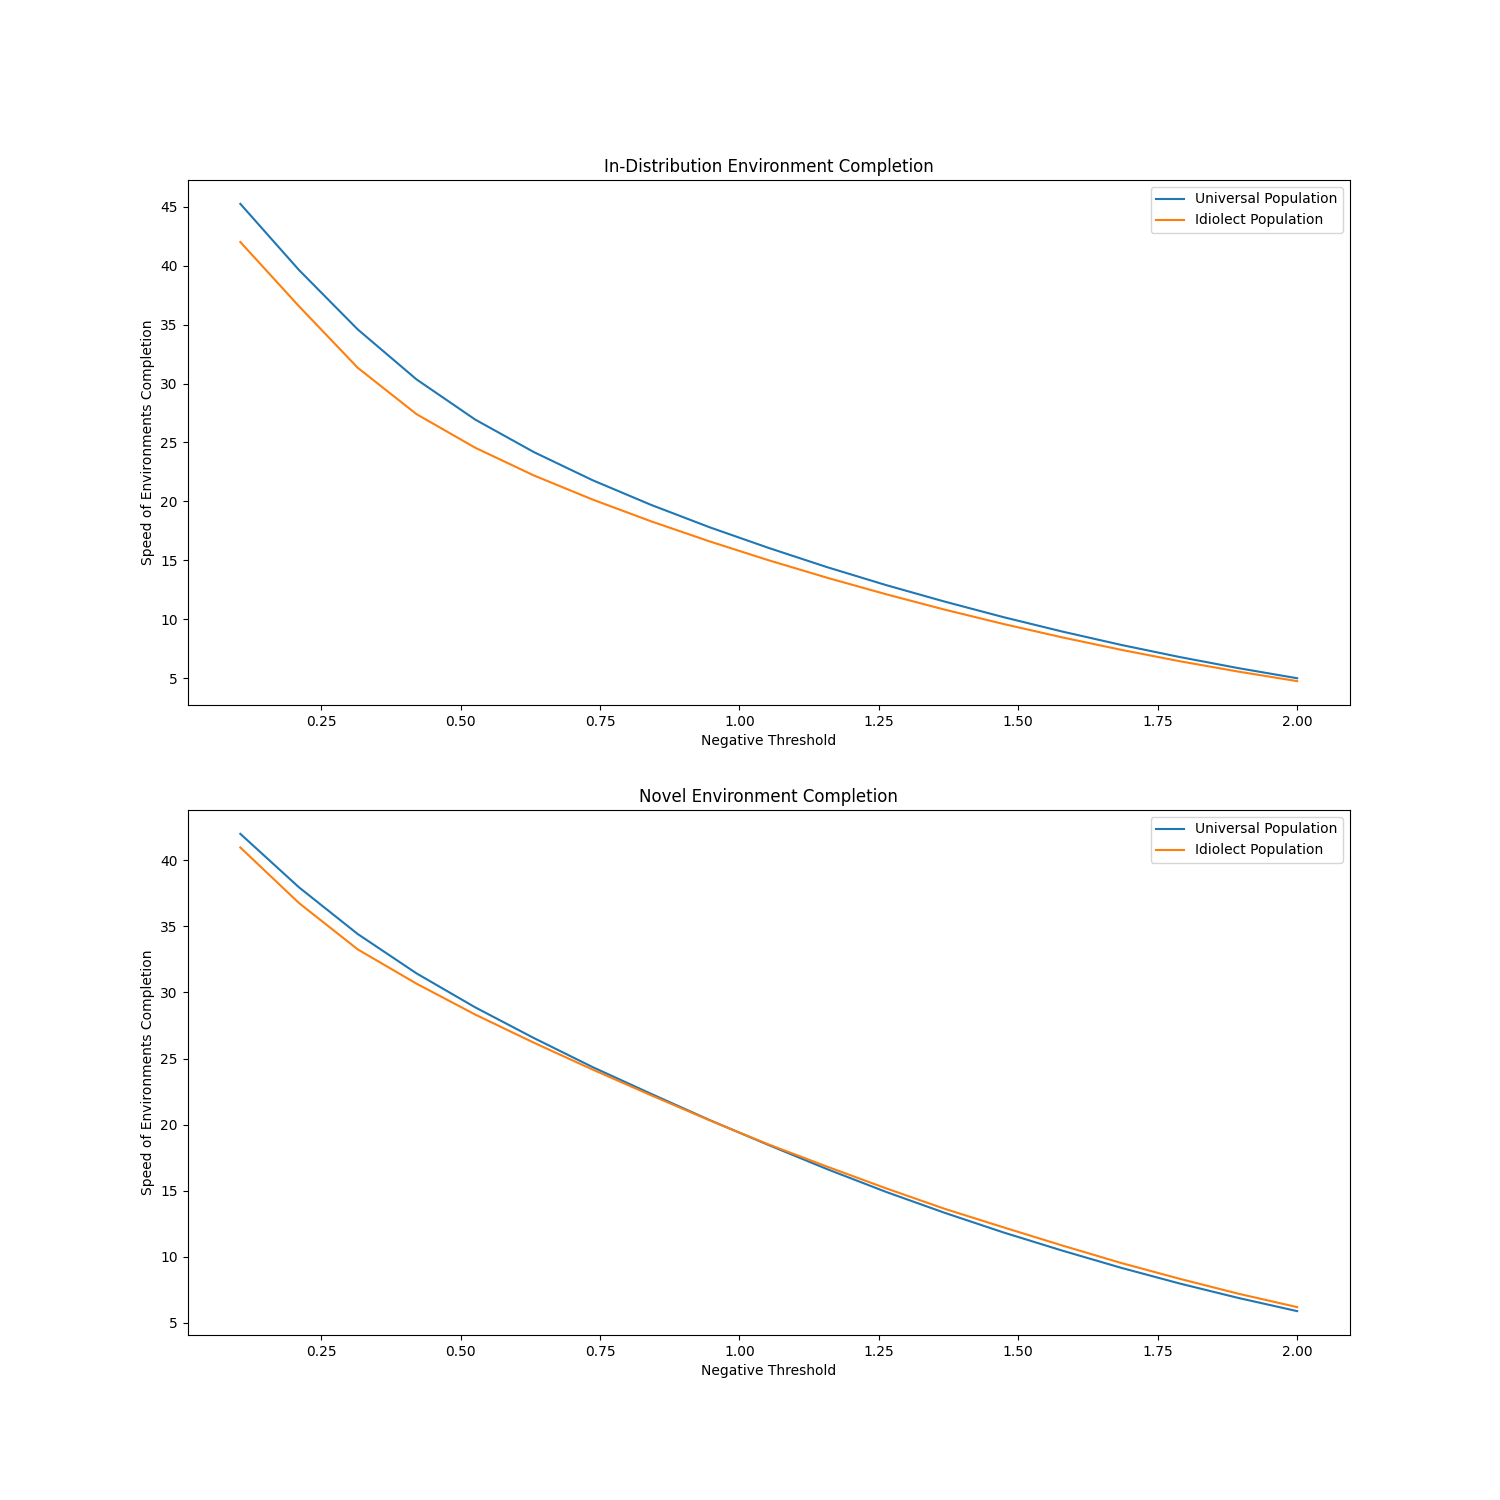 In-Distribution Environment Completion
Universal Population
Idiolect Population
Speed of Environments Completion
45
40
35
30
25
20
15
10
5
0.25 0.50 0.75 1.00 1.25 1.50 1.75 2.00
Negative Threshold
Novel Environment Completion
Universal Population
Idiolect Population
Speed of Environments Completion
40
35
30
25
20
15
10
5
0.25 0.50 0.75 1.00 1.25 1.50 1.75 2.00
Negative Threshold